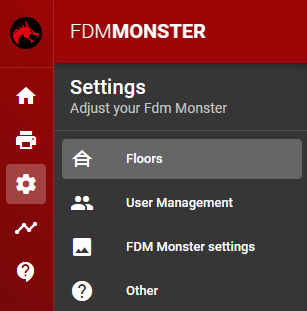 FDMMONSTER
Settings
Adjust your Fdm Monster
Floors
User Management
FDM Monster settings
Other